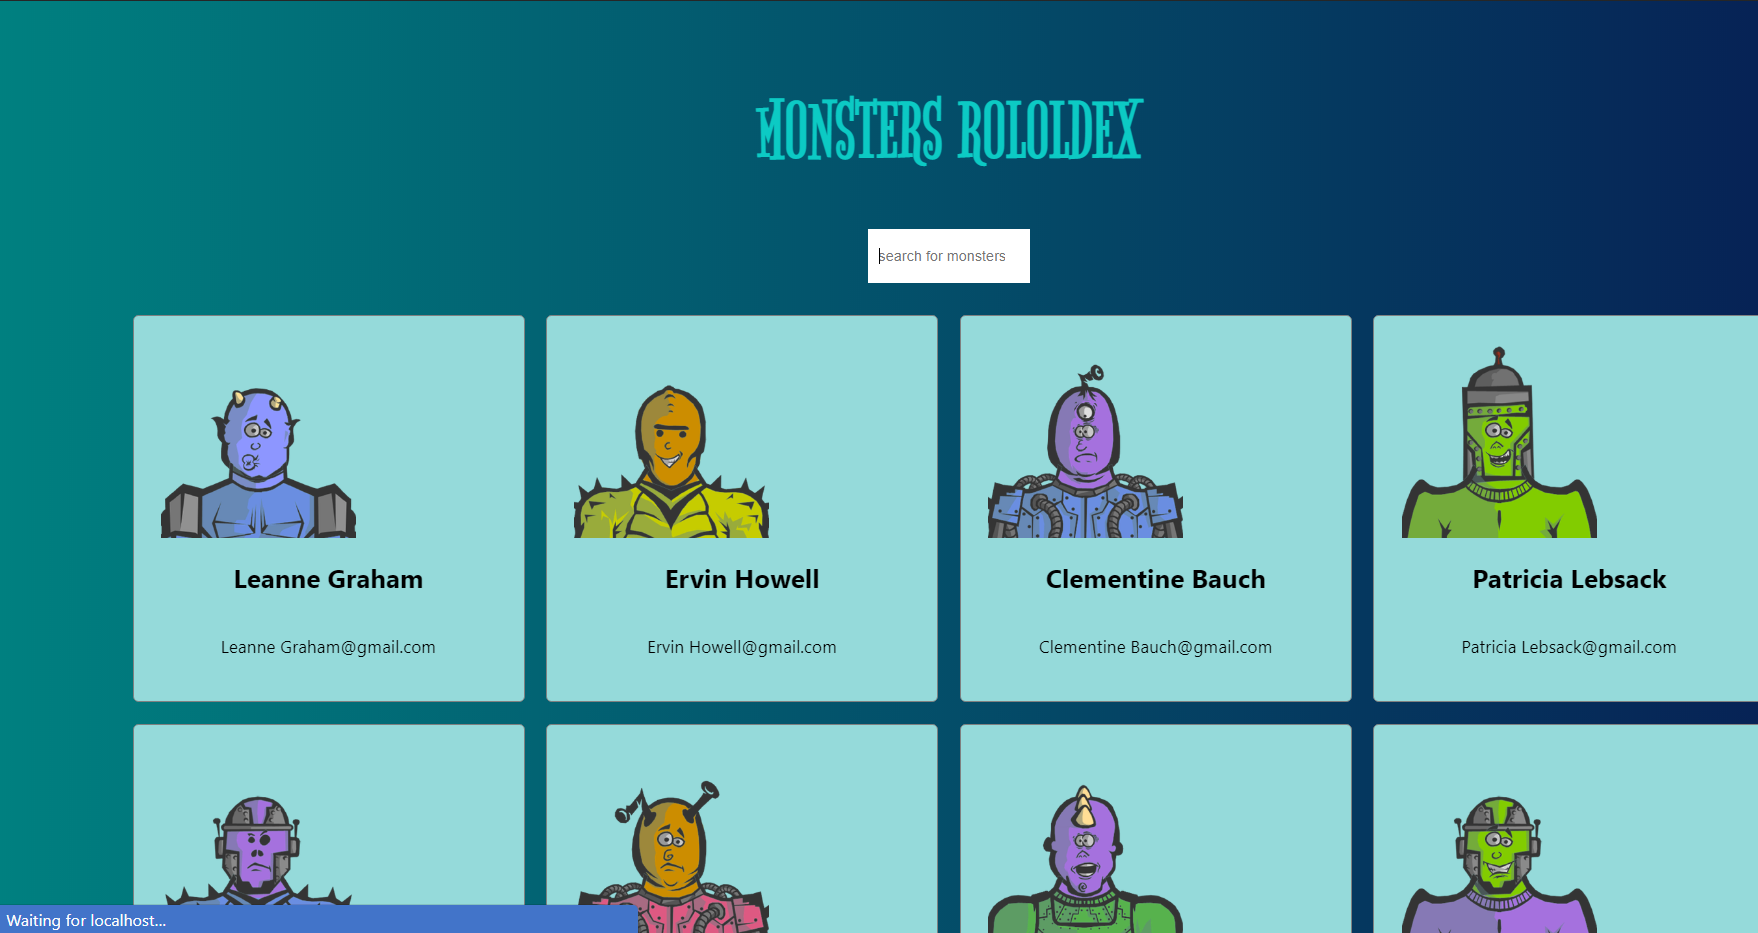 MONSTERS ROLOLDEX
search for monsters
Leanne Graham
Ervin Howell
Clementine Bauch
Patricia Lebsack
Leanne Graham@gmail.com
Ervin Howell@gmail.com
Clementine Bauch@gmail.com
Patricia Lebsack@gmail.com
Waiting for localhost...